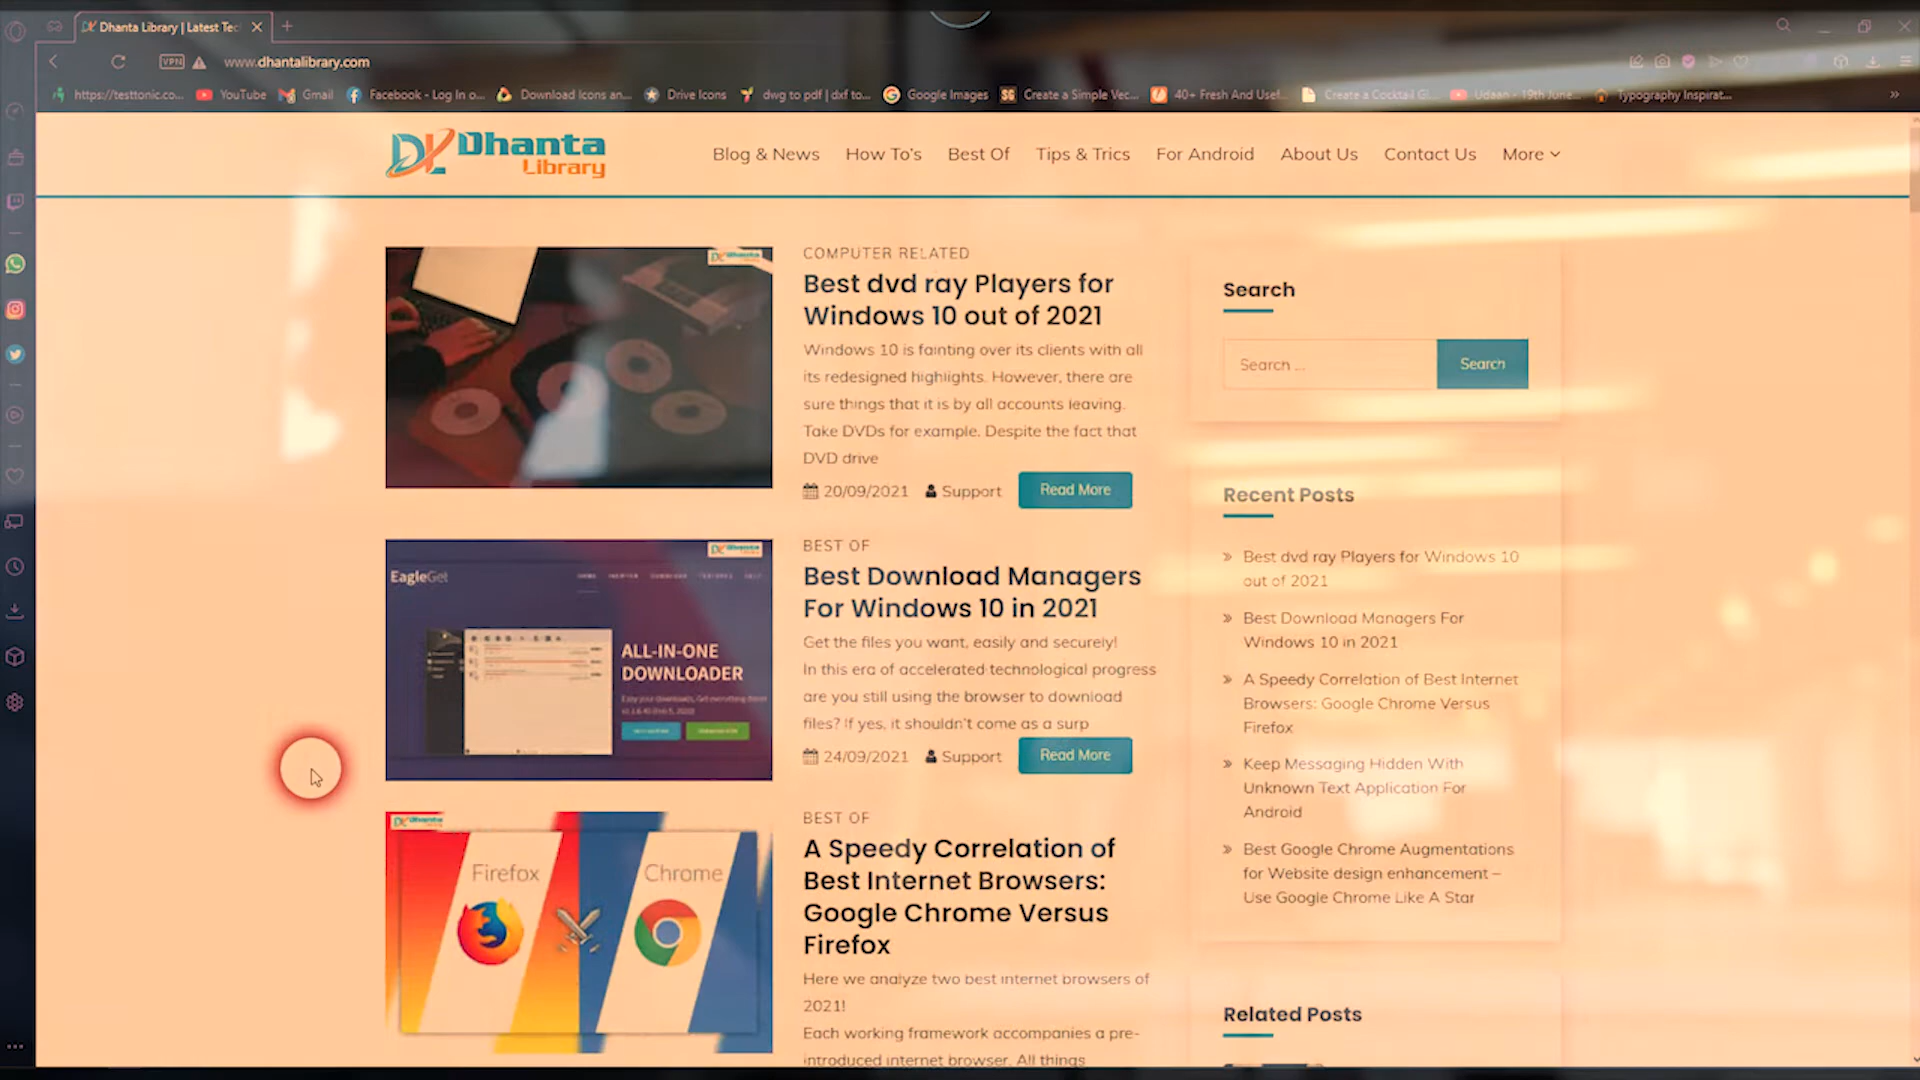 Dhanta Library | Latest Tec
VPN
www.dhantalibrary.com
https://testtonic.co...
YouTube
Gmail
Facebook - Log In o...
Download Icons an...
Drive Icons
dwg to pdf | dxf to...
Google Images
Create a Simple Vec...
40+ Fresh And Usef...
Create a Cocktail Gl...
Udaan - 19th June...
Typography Inspirat...
Dhanta
Library
Blog & News
How To's
Best Of
Tips & Trics
For Android
About Us
Contact Us
More
COMPUTER RELATED
Best dvd ray Players for
Windows 10 out of 2021
Windows 10 is fainting over its clients with all
its redesigned highlights. However, there are
sure things that it is by all accounts leaving.
Take DVDs for example. Despite the fact that
DVD drive
20/09/2021 Support Read More
EagleGet
ALL-IN-ONE
DOWNLOADER
BEST OF
Best Download Managers
For Windows 10 in 2021
Get the files you want, easily and securely!
In this era of accelerated technological progress
are you still using the browser to download
files? If yes, it shouldn't come as a surp
24/09/2021 Support Read More
Dhanta
Firefox
Chrome
BEST OF
A Speedy Correlation of
Best Internet Browsers:
Google Chrome Versus
Firefox
Here we analyze two best internet browsers of
2021!
Each working framework accompanies a pre-
introduced internet browser. All things
Search
Search ...
Search
Recent Posts
Best dvd ray Players for Windows 10
out of 2021
Best Download Managers For
Windows 10 in 2021
A Speedy Correlation of Best Internet
Browsers: Google Chrome Versus
Firefox
Keep Messaging Hidden With
Unknown Text Application For
Android
Best Google Chrome Augmentations
for Website design enhancement –
Use Google Chrome Like A Star
Related Posts